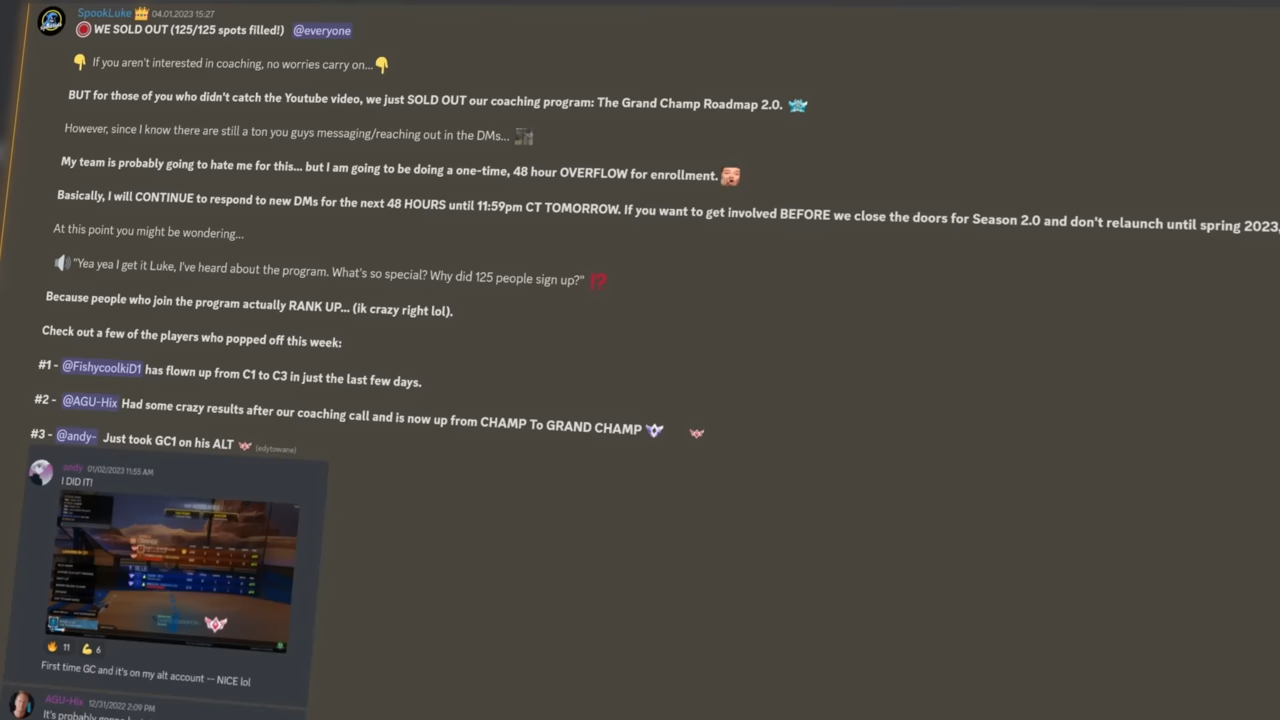 SpookLuke 04.01.2023 15:27
WE SOLD OUT (125/125 spots filled!) @everyone
If you aren't interested in coaching, no worries carry on...
BUT for those of you who didn't catch the Youtube video, we just SOLD OUT our coaching program: The Grand Champ Roadmap 2.0.
However, since I know there are still a ton you guys messaging/reaching out in the DMs...
My team is probably going to hate me for this... but I am going to be doing a one-time, 48 hour OVERFLOW for enrollment.
Basically, I will CONTINUE to respond to new DMs for the next 48 HOURS until 11:59pm CT TOMORROW. If you want to get involved BEFORE we close the doors for Season 2.0 and don't relaunch until spring 2023,
At this point you might be wondering...
"Yea yea I get it Luke, I've heard about the program. What's so special? Why did 125 people sign up?" ⁉
Because people who join the program actually RANK UP... (ik crazy right lol).
Check out a few of the players who popped off this week:
#1 - @FishycoolkiD1 has flown up from C1 to C3 in just the last few days.
#2 - @AGU-Hix Had some crazy results after our coaching call and is now up from CHAMP To GRAND CHAMP
#3 - @andy- Just took GC1 on his ALT (edytowane)
andy 01/02/2023 11:55 AM
I DID IT!
11 6
First time GC and it's on my alt account -- NICE lol
AGU-Hix 12/31/2022 2:09 PM
It's probably